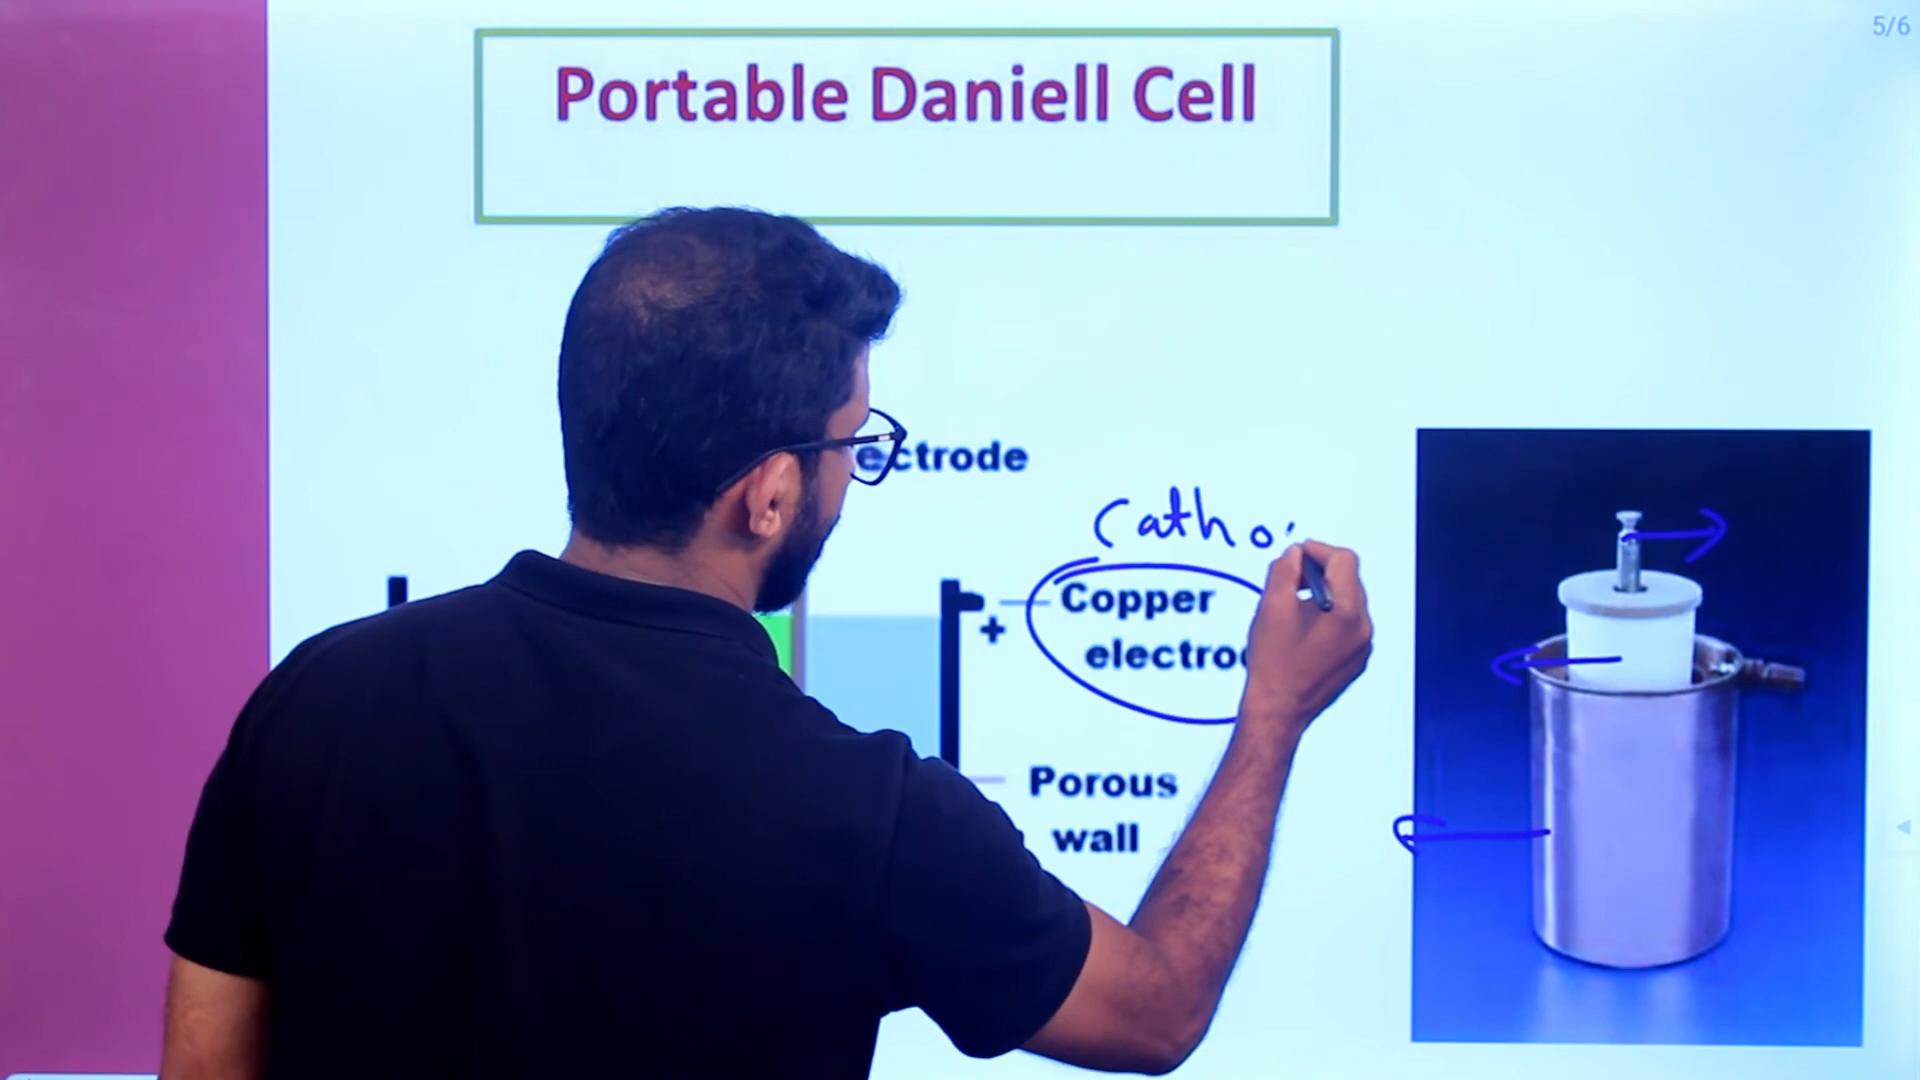 5/6
Portable Daniell Cell
ectrode
Catho
Copper
+
electro
Porous
wall